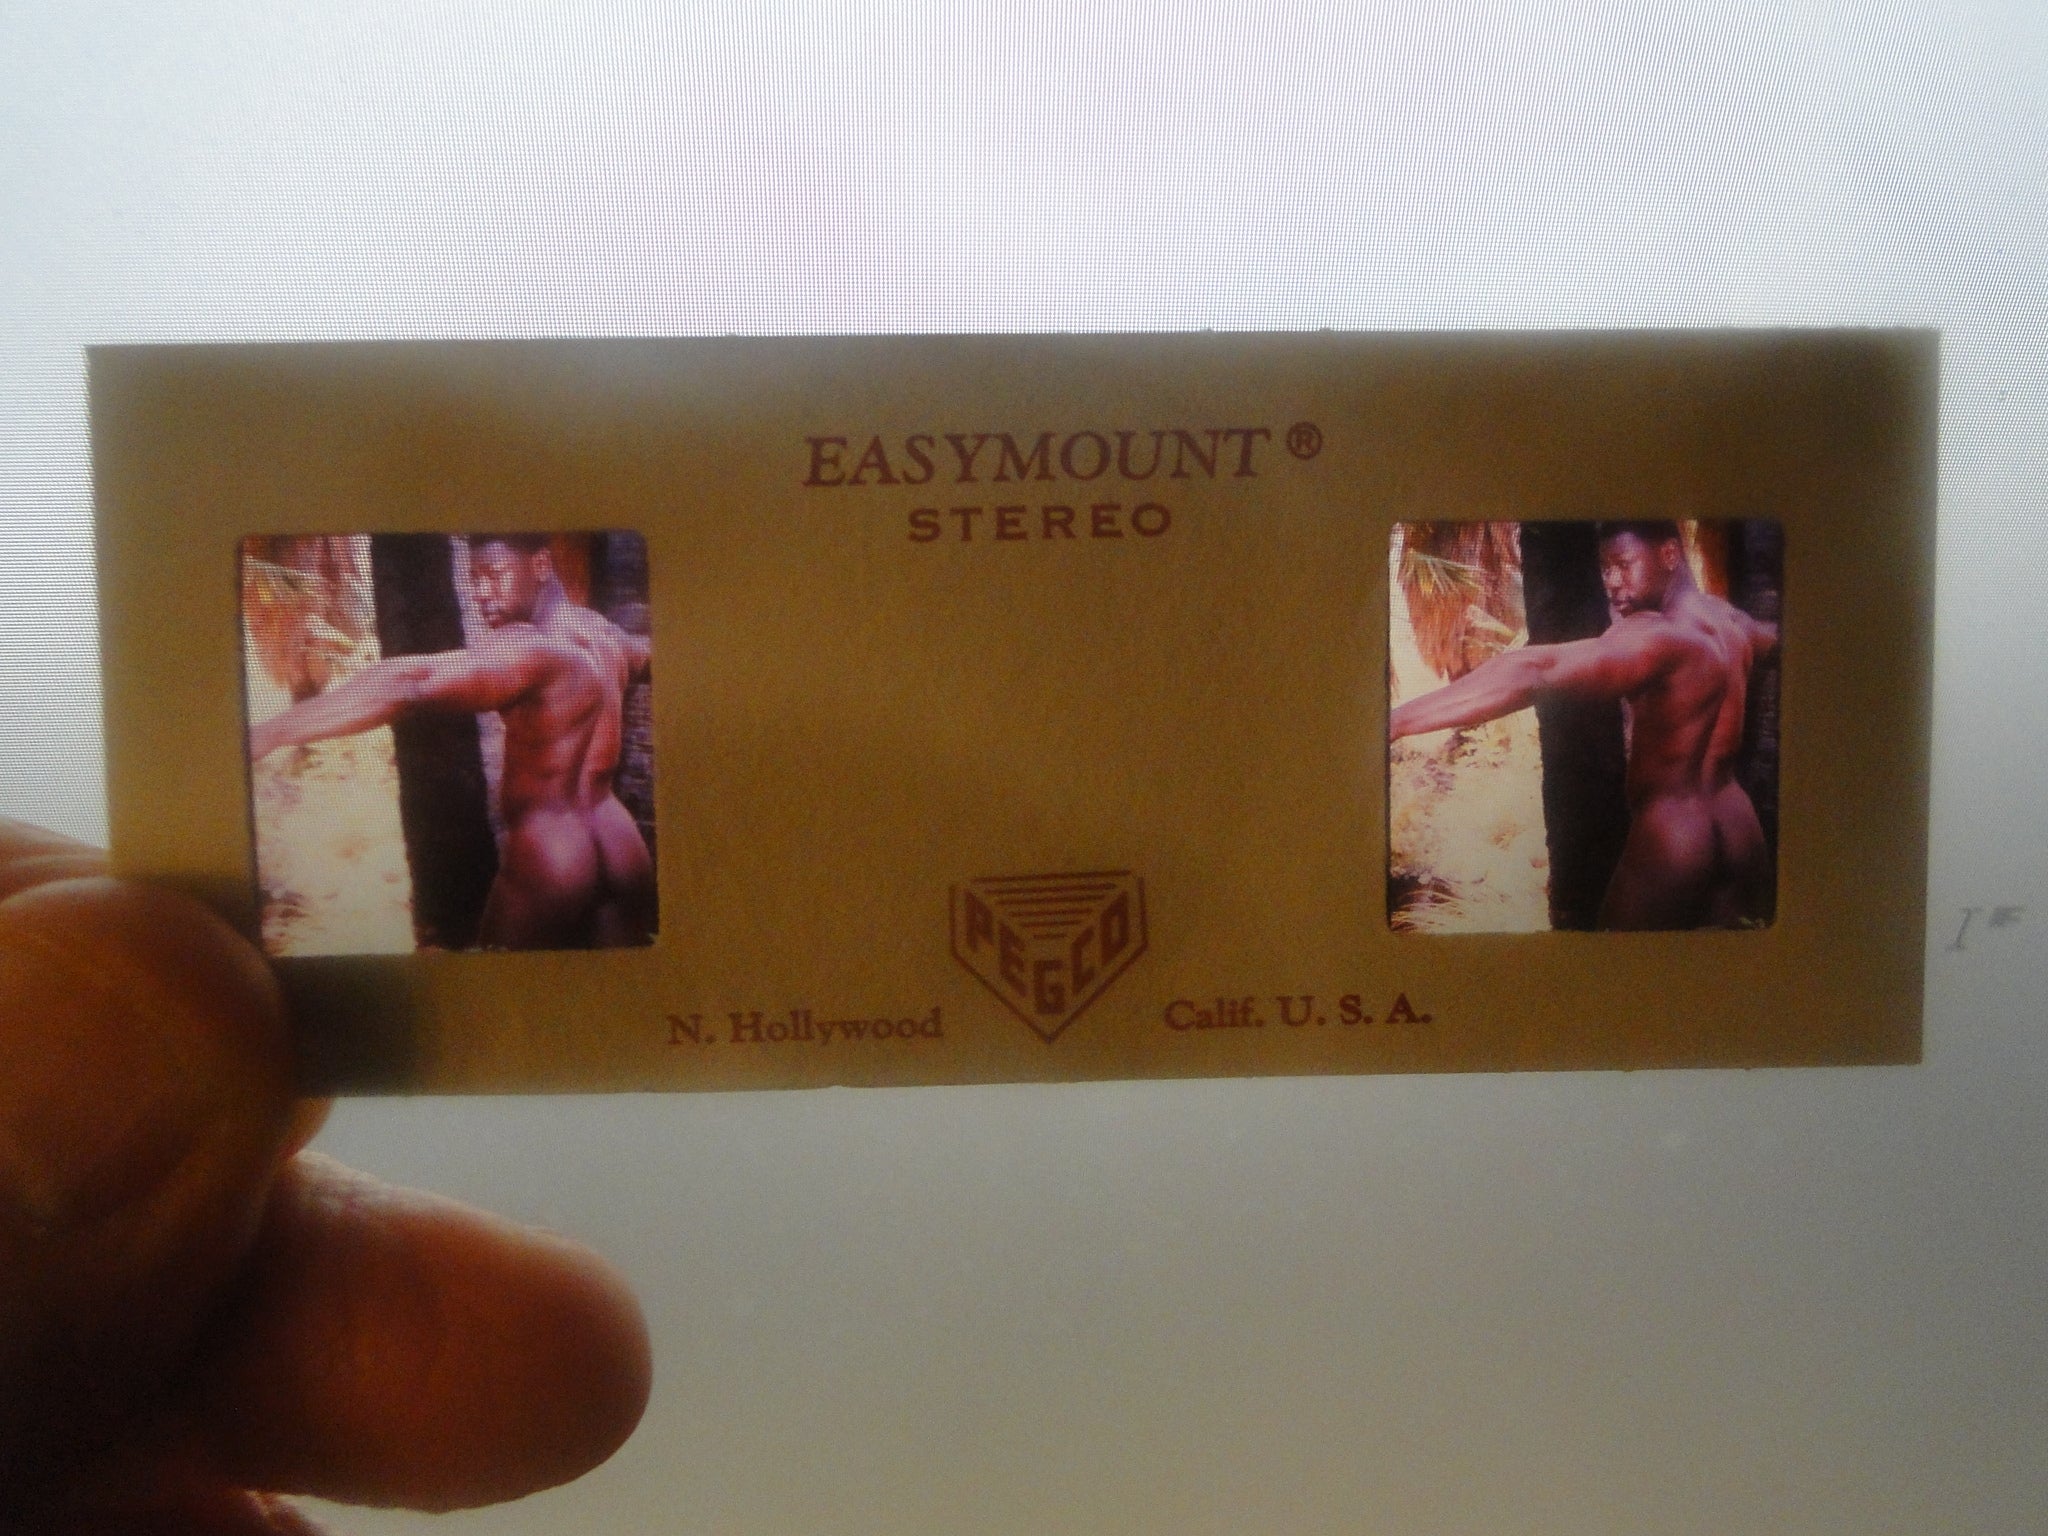 EASYMOUNT ®
STEREO
PEGCO
N. Hollywood Calif. U. S. A.